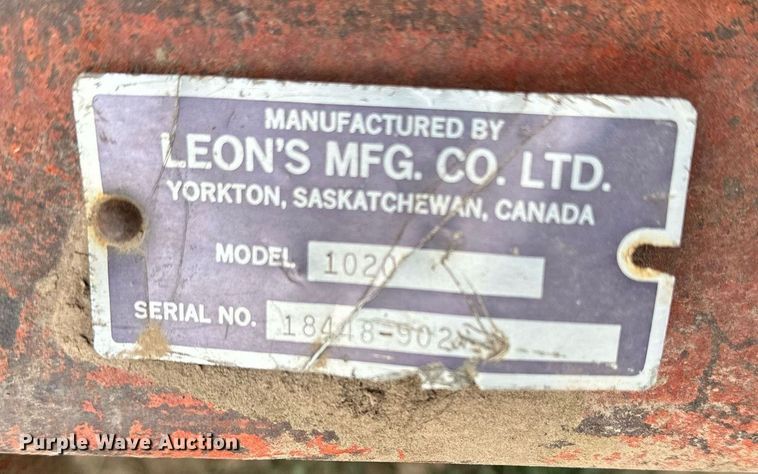 MANUFACTURED BY
LEON'S MFG. CO. LTD.
YORKTON, SASKATCHEWAN, CANADA
MODEL 1020
SERIAL NO.
Purple Wave Auction